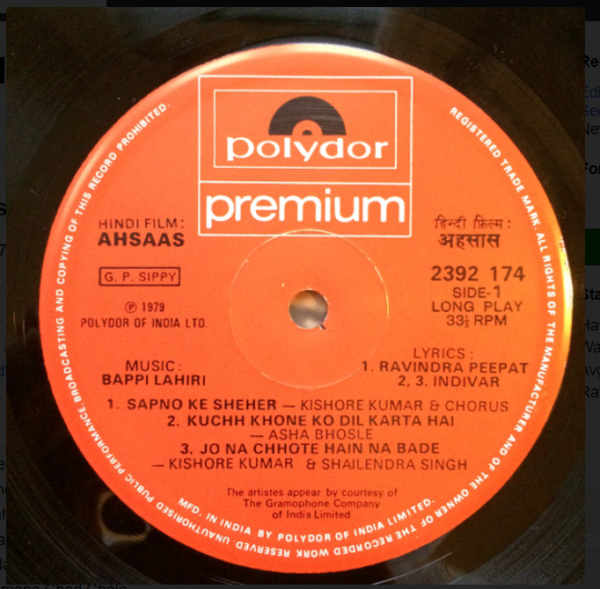 polydor
premium
HINDI FILM:
AHSAAS
हिन्दी फ़िल्म:
अहसास
G. P. SIPPY
℗ 1979
POLYDOR OF INDIA LTD.
2392 174
SIDE-1
LONG PLAY
33⅓ RPM
MUSIC:
BAPPI LAHIRI
LYRICS:
1. RAVINDRA PEEPAT
2, 3. INDIVAR
1. SAPNO KE SHEHER — KISHORE KUMAR & CHORUS
2. KUCHH KHONE KO DIL KARTA HAI
— ASHA BHOSLE
3. JO NA CHHOTE HAIN NA BADE
— KISHORE KUMAR & SHAILENDRA SINGH
The artistes appear by courtesy of
The Gramophone Company
of India Limited
MFD. IN INDIA BY POLYDOR OF INDIA LIMITED.
REGISTERED TRADE MARK. ALL RIGHTS OF THE MANUFACTURER AND OF THE OWNER OF THE RECORDED WORK RESERVED. UNAUTHORISED PUBLIC PERFORMANCE BROADCASTING AND COPYING OF THIS RECORD PROHIBITED.